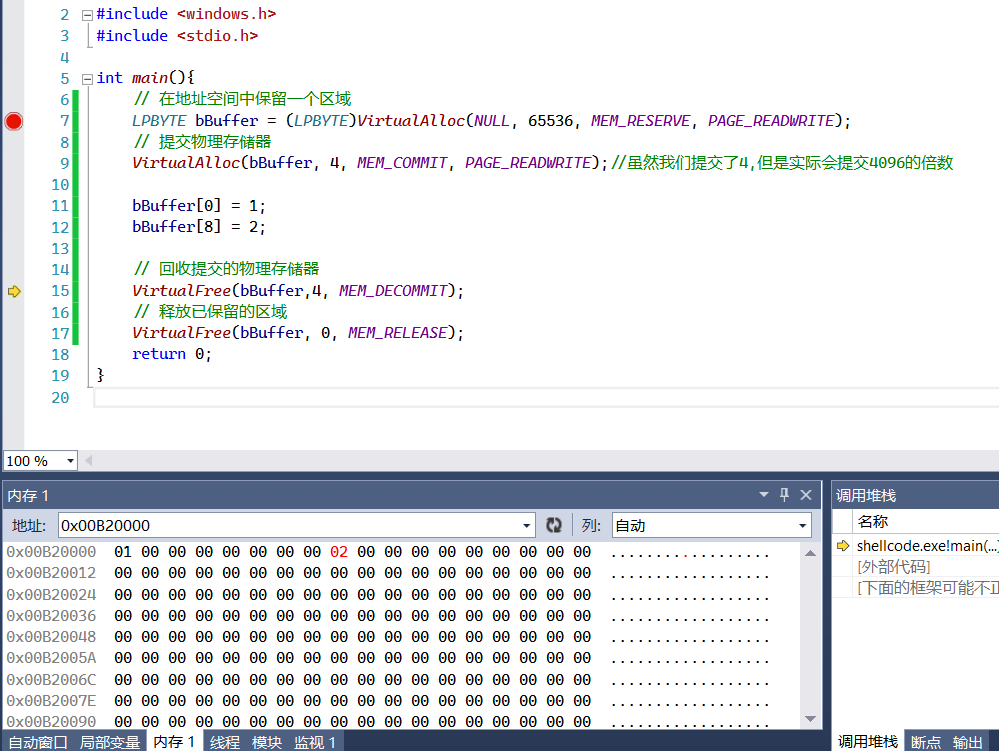 2 #include <windows.h>
3 #include <stdio.h>
4
5 int main(){
6 // 在地址空间中保留一个区域
7 LPBYTE bBuffer = (LPBYTE)VirtualAlloc(NULL, 65536, MEM_RESERVE, PAGE_READWRITE);
8 // 提交物理存储器
9 VirtualAlloc(bBuffer, 4, MEM_COMMIT, PAGE_READWRITE);//虽然我们提交了4,但是实际会提交4096的倍数
10
11 bBuffer[0] = 1;
12 bBuffer[8] = 2;
13
14 // 回收提交的物理存储器
15 VirtualFree(bBuffer,4, MEM_DECOMMIT);
16 // 释放已保留的区域
17 VirtualFree(bBuffer, 0, MEM_RELEASE);
18 return 0;
19 }
20
100 %
内存 1
地址: 0x00B20000 列: 自动
0x00B20000 01 00 00 00 00 00 00 00 02 00 00 00 00 00 00 00 00 00 ..................
0x00B20012 00 00 00 00 00 00 00 00 00 00 00 00 00 00 00 00 00 00 ..................
0x00B20024 00 00 00 00 00 00 00 00 00 00 00 00 00 00 00 00 00 00 ..................
0x00B20036 00 00 00 00 00 00 00 00 00 00 00 00 00 00 00 00 00 00 ..................
0x00B20048 00 00 00 00 00 00 00 00 00 00 00 00 00 00 00 00 00 00 ..................
0x00B2005A 00 00 00 00 00 00 00 00 00 00 00 00 00 00 00 00 00 00 ..................
0x00B2006C 00 00 00 00 00 00 00 00 00 00 00 00 00 00 00 00 00 00 ..................
0x00B2007E 00 00 00 00 00 00 00 00 00 00 00 00 00 00 00 00 00 00 ..................
0x00B20090 00 00 00 00 00 00 00 00 00 00 00 00 00 00 00 00 00 00 ..................
自动窗口 局部变量 内存 1 线程 模块 监视 1
调用堆栈
名称
shellcode.exe!main(...)
[外部代码]
[下面的框架可能不正
调用堆栈 断点 输出